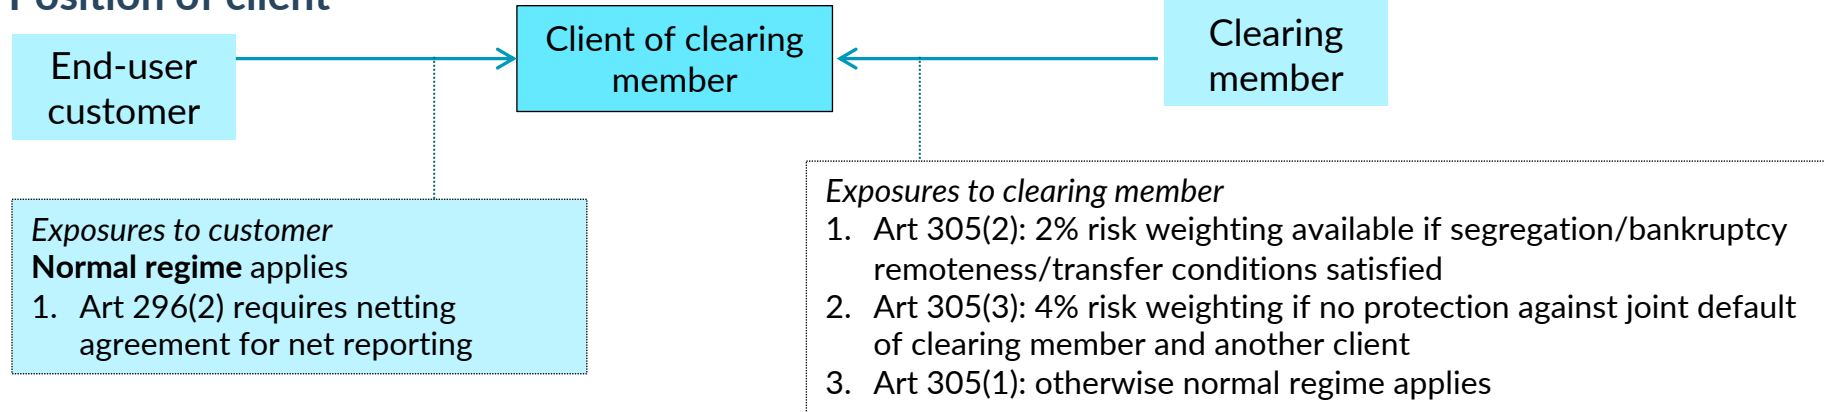 Position of client
End-user
customer
Client of clearing
member
Clearing
member
Exposures to customer
Normal regime applies
1. Art 296(2) requires netting
agreement for net reporting
Exposures to clearing member
1. Art 305(2): 2% risk weighting available if segregation/bankruptcy
remoteness/transfer conditions satisfied
2. Art 305(3): 4% risk weighting if no protection against joint default
of clearing member and another client
3. Art 305(1): otherwise normal regime applies